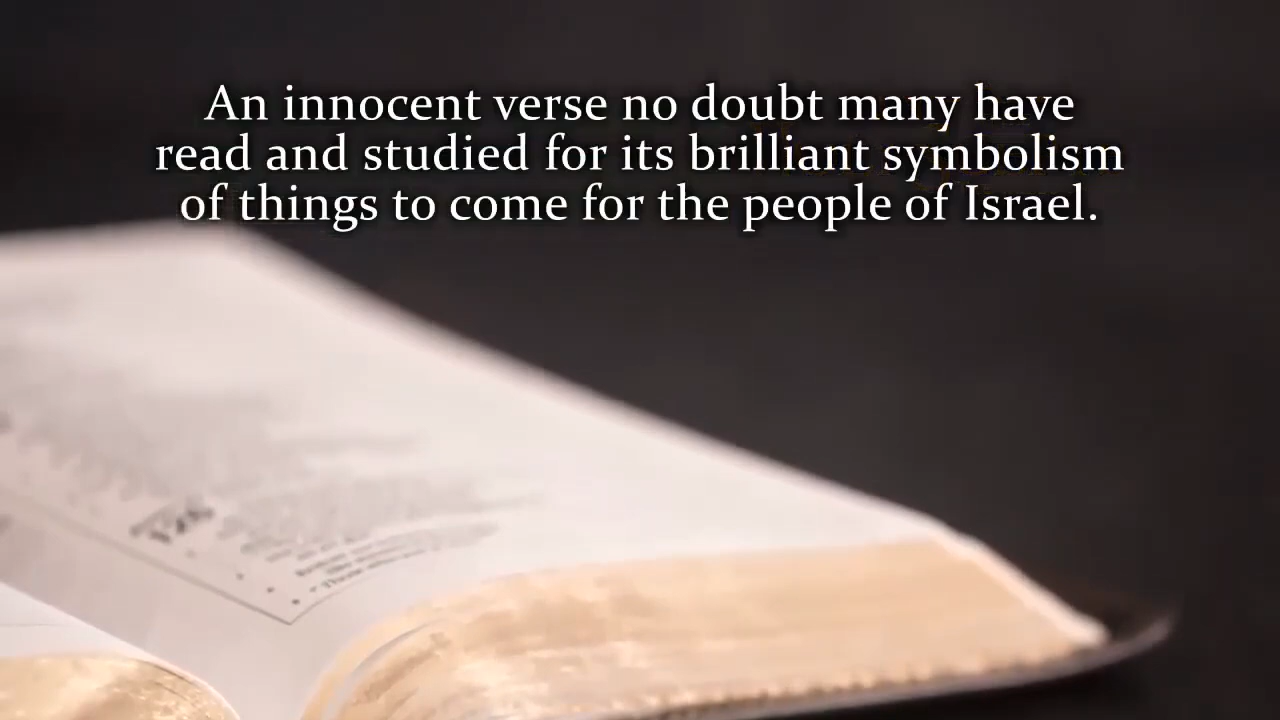 An innocent verse no doubt many have
read and studied for its brilliant symbolism
of things to come for the people of Israel.